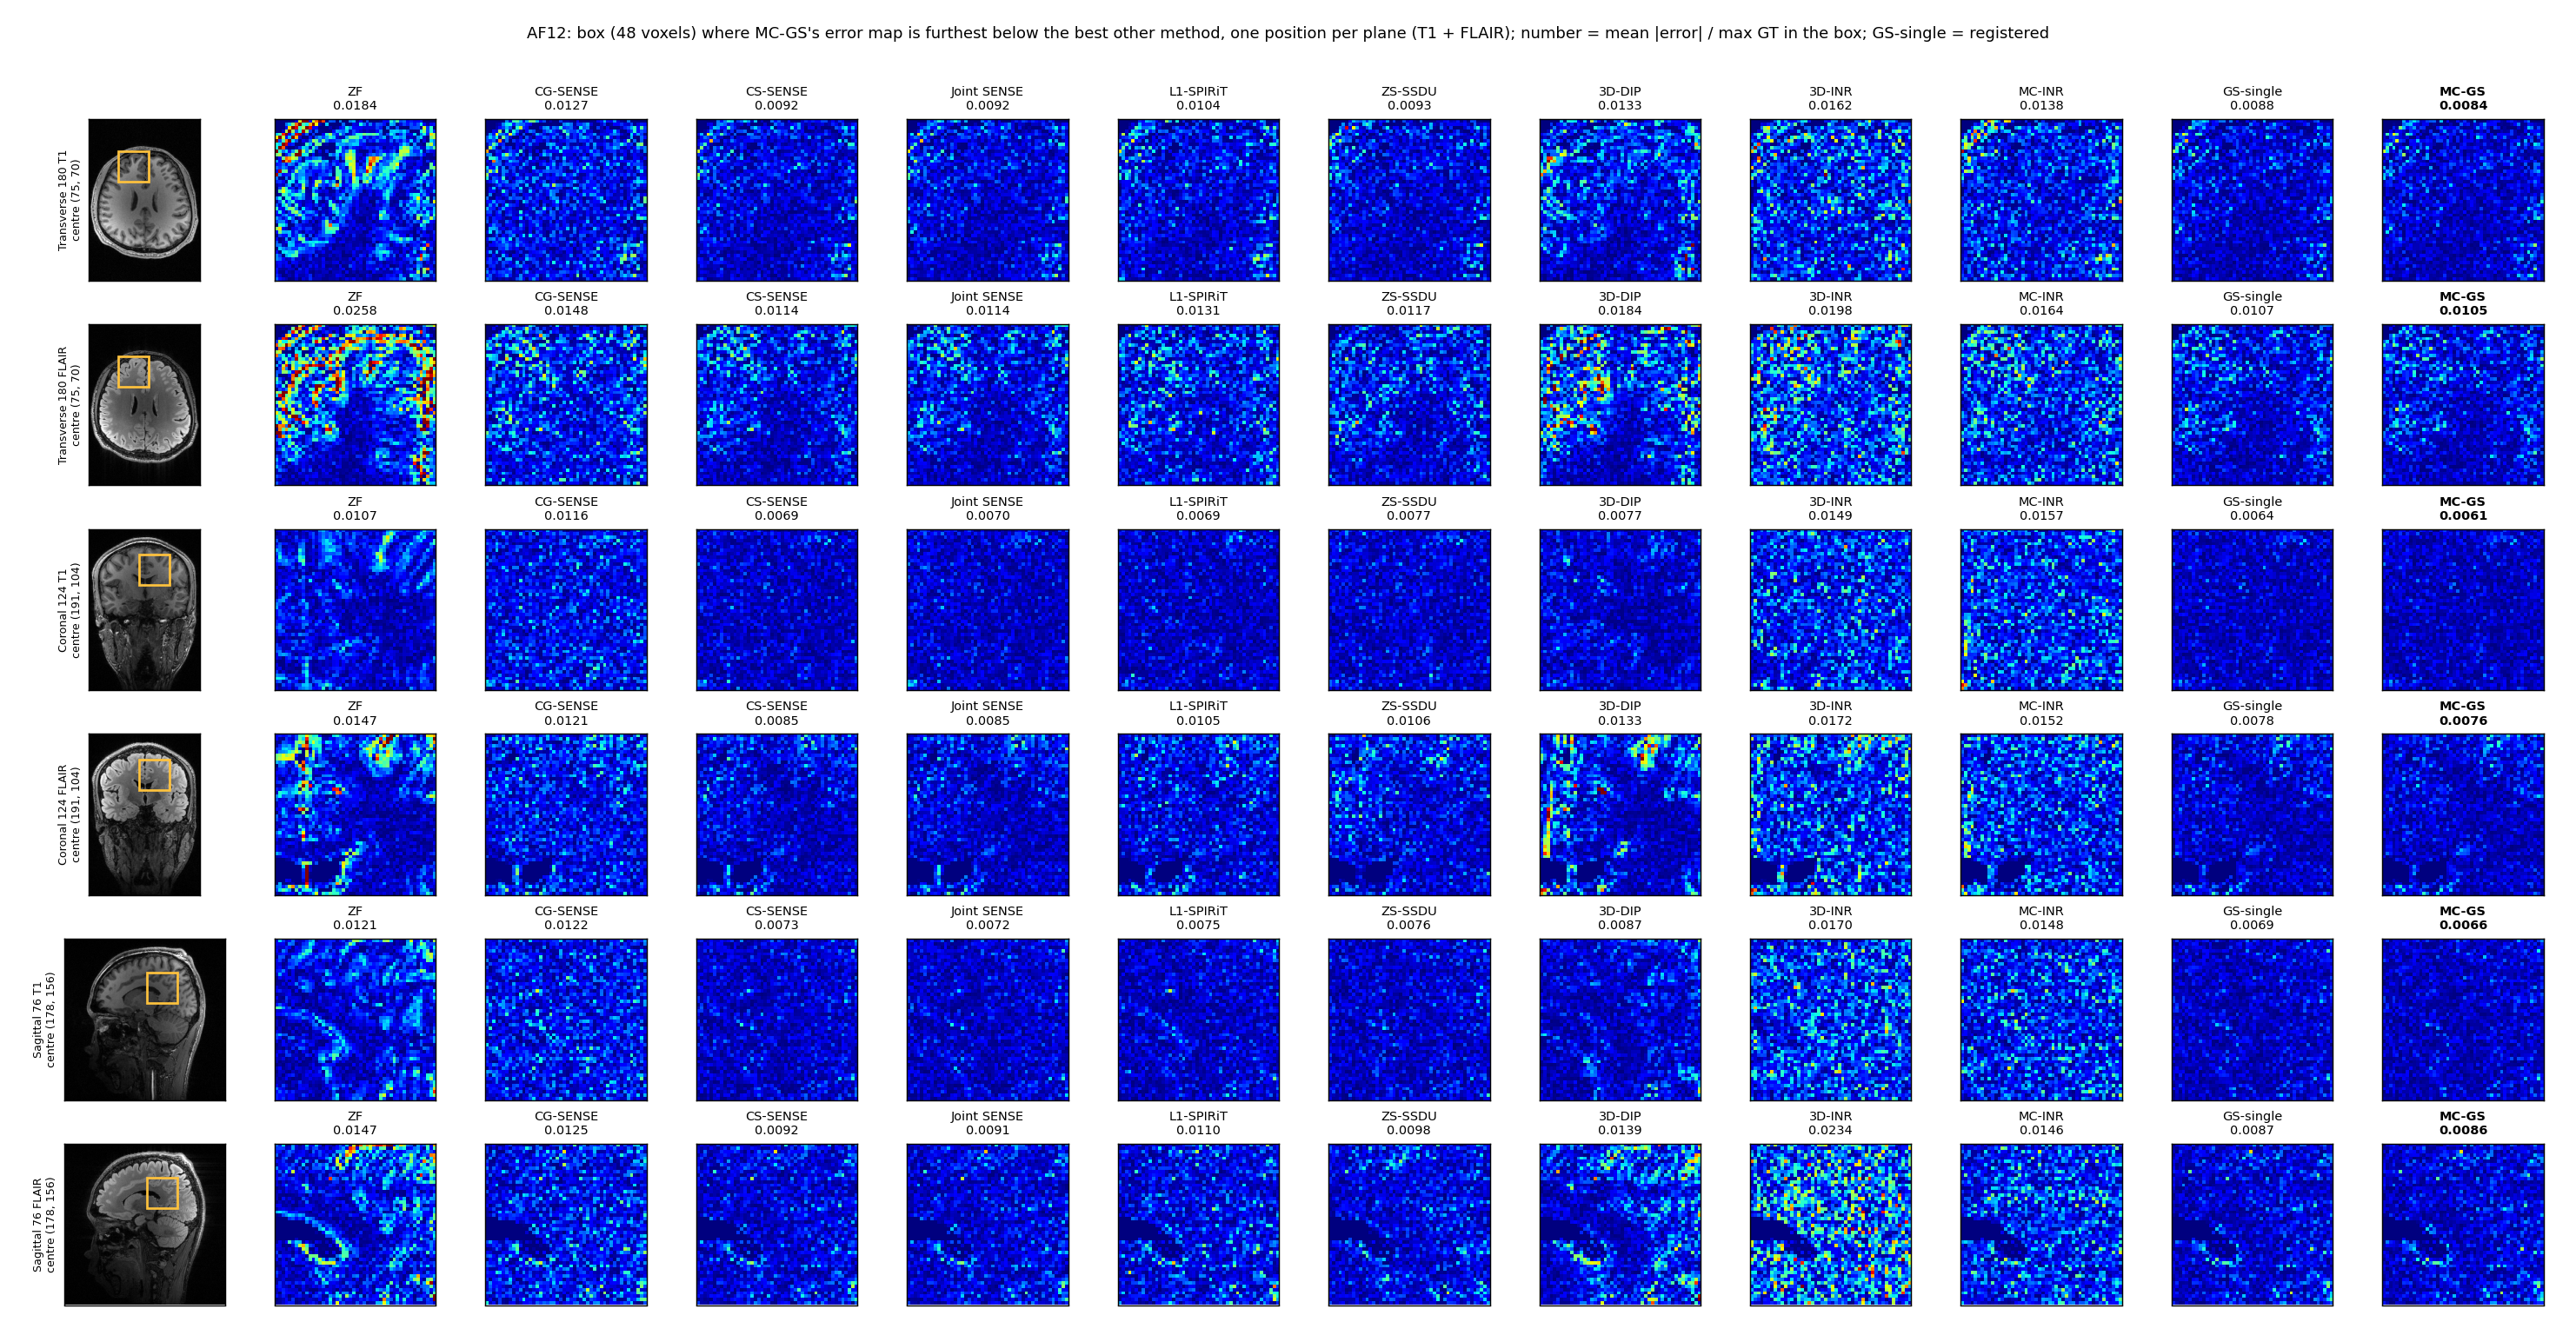 AF12: box (48 voxels) where MC-GS's error map is furthest below the best other method, one position per plane (T1 + FLAIR); number = mean |error| / max GT in the box; GS-single = registered
ZF CG-SENSE CS-SENSE Joint SENSE L1-SPIRiT ZS-SSDU 3D-DIP 3D-INR MC-INR GS-single MC-GS
0.0184 0.0127 0.0092 0.0092 0.0104 0.0093 0.0133 0.0162 0.0138 0.0088 0.0084
Transverse 180 T1
centre (75, 70)
ZF CG-SENSE CS-SENSE Joint SENSE L1-SPIRiT ZS-SSDU 3D-DIP 3D-INR MC-INR GS-single MC-GS
0.0258 0.0148 0.0114 0.0114 0.0131 0.0117 0.0184 0.0198 0.0164 0.0107 0.0105
Transverse 180 FLAIR
centre (75, 70)
ZF CG-SENSE CS-SENSE Joint SENSE L1-SPIRiT ZS-SSDU 3D-DIP 3D-INR MC-INR GS-single MC-GS
0.0107 0.0116 0.0069 0.0070 0.0069 0.0077 0.0077 0.0149 0.0157 0.0064 0.0061
Coronal 124 T1
centre (191, 104)
ZF CG-SENSE CS-SENSE Joint SENSE L1-SPIRiT ZS-SSDU 3D-DIP 3D-INR MC-INR GS-single MC-GS
0.0147 0.0121 0.0085 0.0085 0.0105 0.0106 0.0133 0.0172 0.0152 0.0078 0.0076
Coronal 124 FLAIR
centre (191, 104)
ZF CG-SENSE CS-SENSE Joint SENSE L1-SPIRiT ZS-SSDU 3D-DIP 3D-INR MC-INR GS-single MC-GS
0.0121 0.0122 0.0073 0.0072 0.0075 0.0076 0.0087 0.0170 0.0148 0.0069 0.0066
Sagittal 76 T1
centre (178, 156)
ZF CG-SENSE CS-SENSE Joint SENSE L1-SPIRiT ZS-SSDU 3D-DIP 3D-INR MC-INR GS-single MC-GS
0.0147 0.0125 0.0092 0.0091 0.0110 0.0098 0.0139 0.0234 0.0146 0.0087 0.0086
Sagittal 76 FLAIR
centre (178, 156)